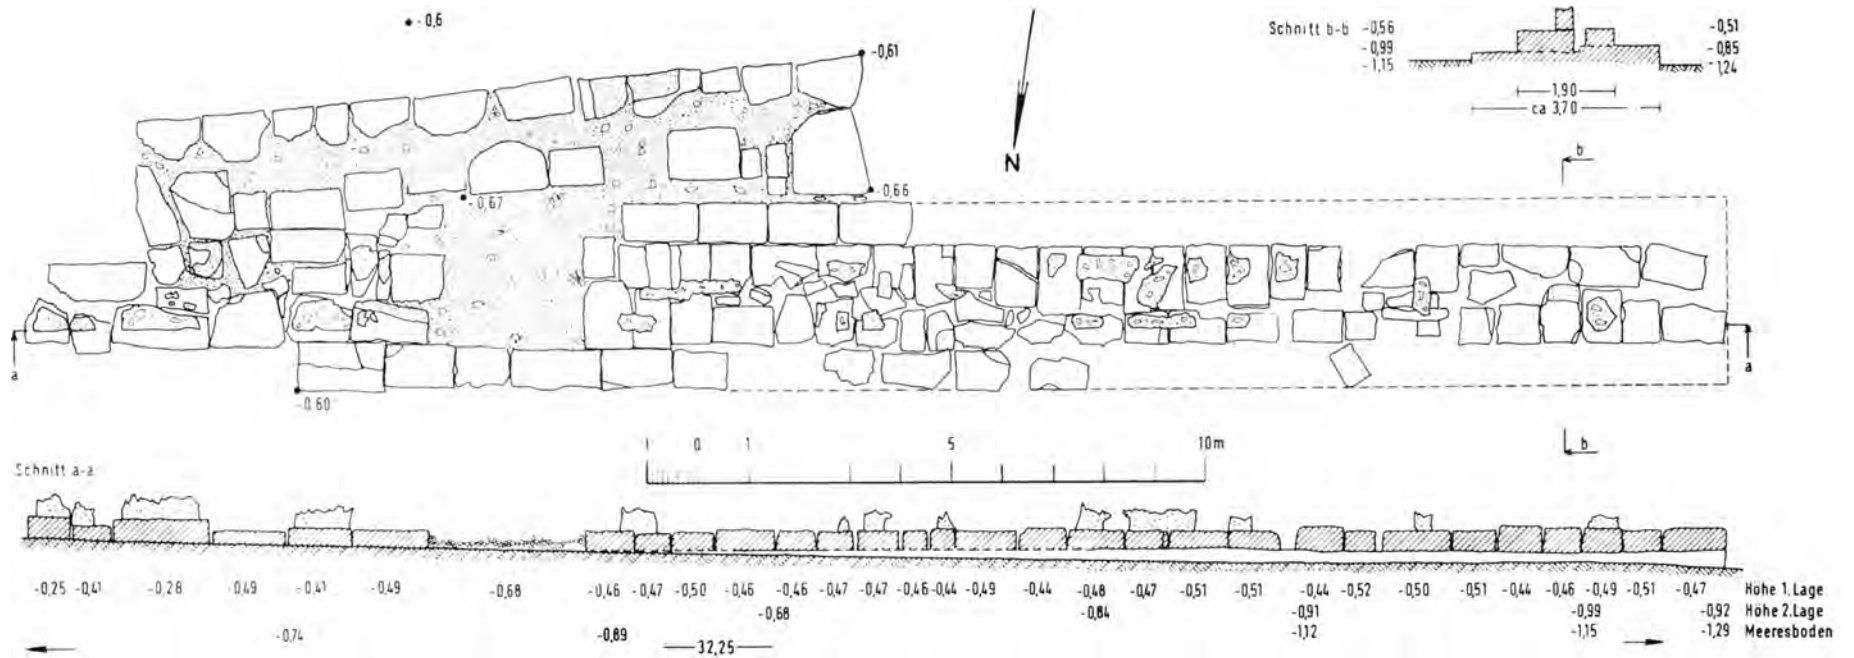 -0,6
-0,61
Schnitt b-b -0,56 -0,51
-0,99 -0,85
-1,15 -1,24
1,90
ca 3,70
N
b
-0,67
-0,66
a
a
-0,60
b
1 0 1 5 10m
Schnitt a-a
-0,25 -0,41 -0,28 -0,49 -0,41 -0,49 -0,68 -0,46 -0,47 -0,50 -0,46 -0,46 -0,47 -0,47 -0,46 -0,44 -0,49 -0,44 -0,48 -0,47 -0,51 -0,51 -0,44 -0,52 -0,50 -0,51 -0,44 -0,46 -0,49 -0,51 -0,47 Höhe 1.Lage
-0,68 -0,84 -0,91 -0,99 -0,92 Höhe 2.Lage
-0,74 -0,89 -1,12 -1,15 -1,29 Meeresboden
32,25